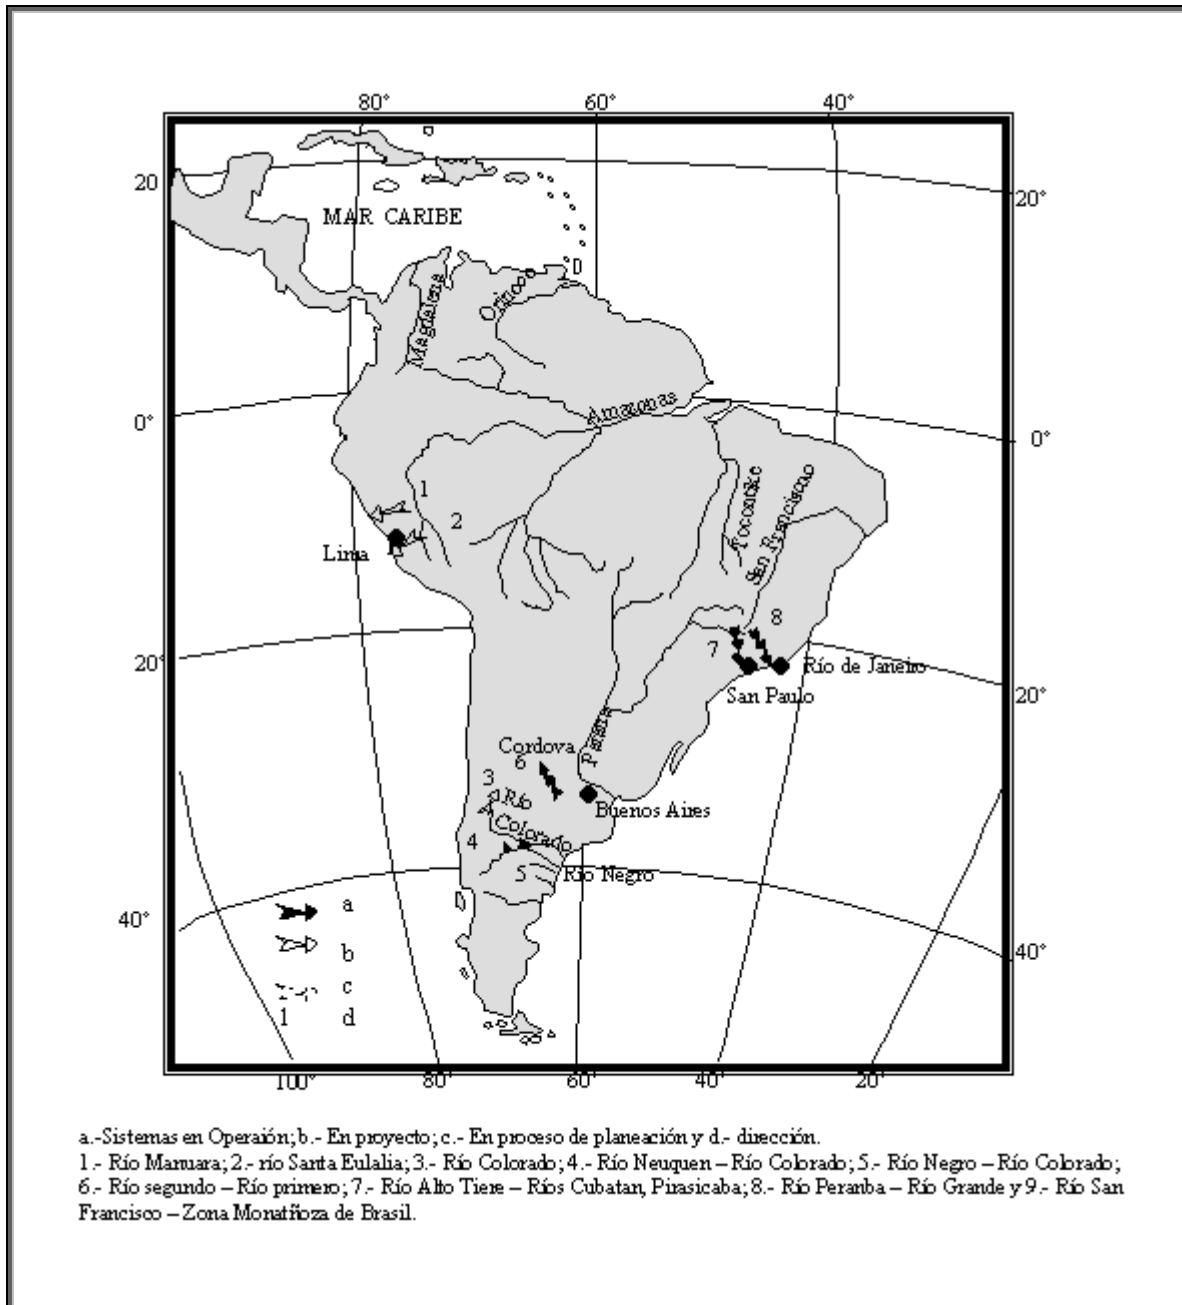 80° 60° 40°
20 20°
MAR CARIBE
Magdalena
Orinoco
Amazonas
0° 0°
1
2
Tocontike
San Franciscouo
Lima
8
7
20° Río de Janeiro
San Paulo 20°
Parana
Cordova
6
3 Río
Buenos Aires
Colorado
4
5 Río Negro
40° a
b 40°
c
1 d
100° 80' 60' 40' 20'
a.-Sistemas en Operaión; b.- En proyecto; c.- En proceso de planeación y d.- dirección.
1.- Río Manuara; 2.- río Santa Eulalia; 3.- Río Colorado; 4.- Río Neuquen – Río Colorado; 5.- Río Negro – Río Colorado;
6.- Río segundo – Río primero; 7.- Río Alto Tiere – Ríos Cubatan, Pirasicaba; 8.- Río Peranba – Río Grande y 9.- Río San
Francisco – Zona Monatñoza de Brasil.